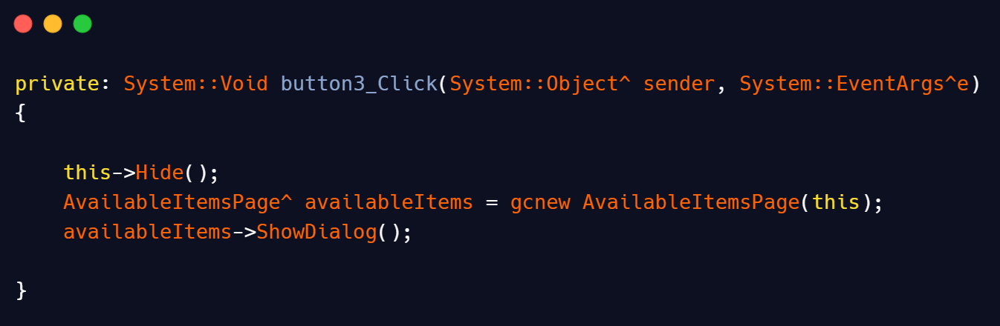 private: System::Void button3_Click(System::Object^ sender, System::EventArgs^e)
{
this->Hide();
AvailableItemsPage^ availableItems = gcnew AvailableItemsPage(this);
availableItems->ShowDialog();
}